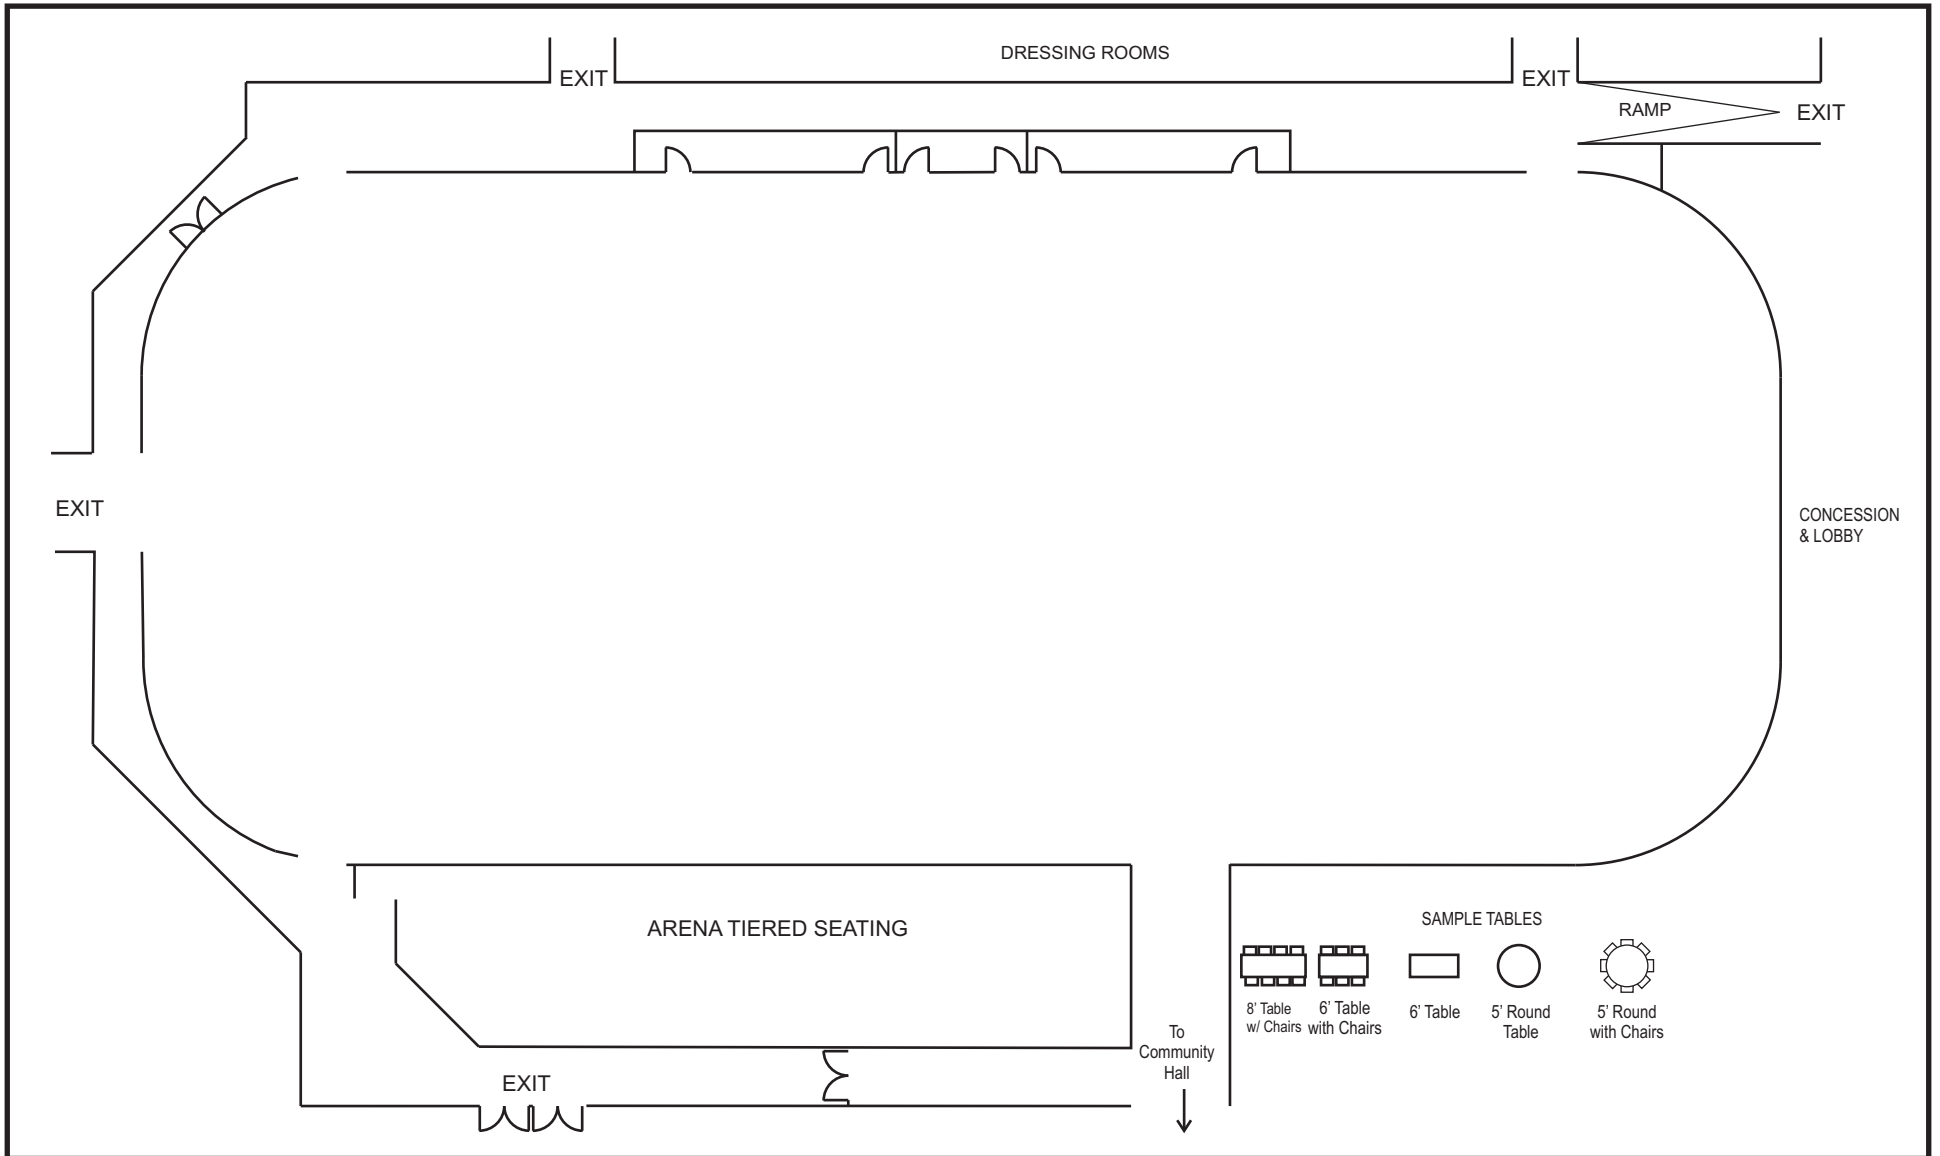 DRESSING ROOMS
EXIT
EXIT
RAMP
EXIT
EXIT
CONCESSION
& LOBBY
ARENA TIERED SEATING
SAMPLE TABLES
8’ Table
w/ Chairs
6’ Table
with Chairs
6’ Table
5’ Round
Table
5’ Round
with Chairs
To
Community
Hall
EXIT